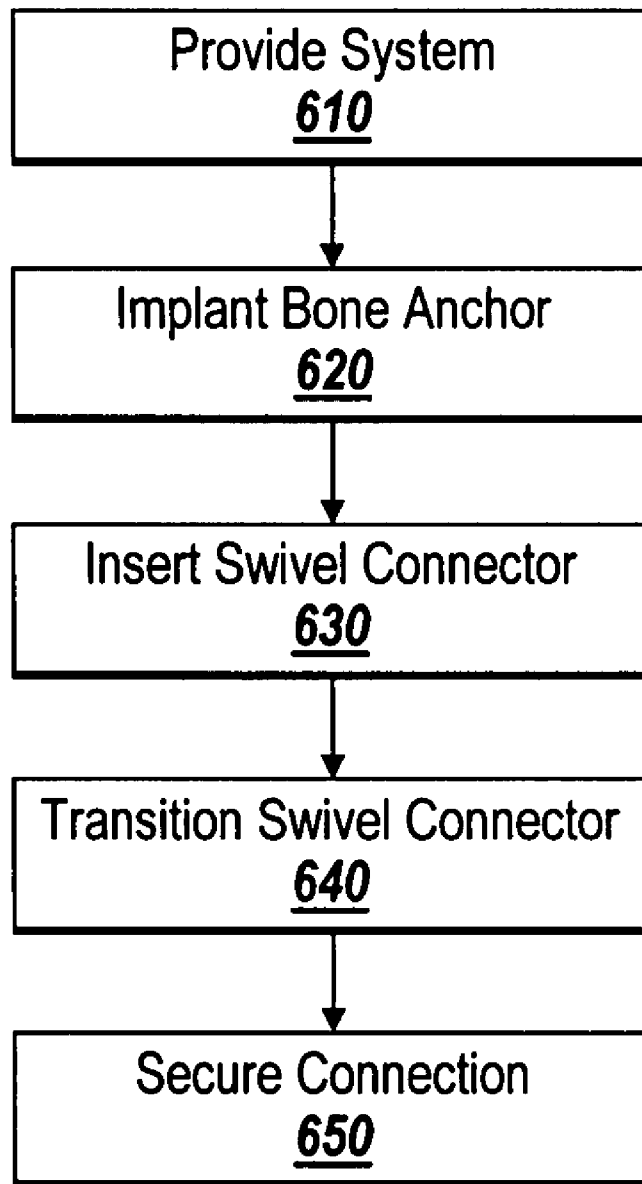 Provide System
610
Implant Bone Anchor
620
Insert Swivel Connector
630
Transition Swivel Connector
640
Secure Connection
650